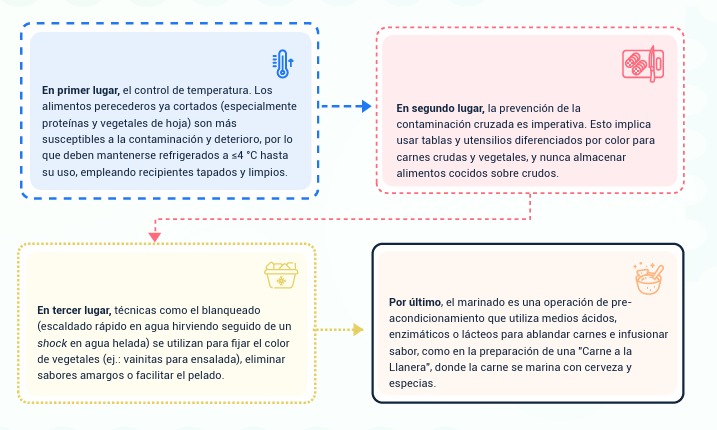 En primer lugar, el control de temperatura. Los
alimentos perecederos ya cortados (especialmente
proteínas y vegetales de hoja) son más
susceptibles a la contaminación y deterioro, por lo
que deben mantenerse refrigerados a ≤4 °C hasta
su uso, empleando recipientes tapados y limpios.
En segundo lugar, la prevención de la
contaminación cruzada es imperativa. Esto implica
usar tablas y utensilios diferenciados por color para
carnes crudas y vegetales, y nunca almacenar
alimentos cocidos sobre crudos.
En tercer lugar, técnicas como el blanqueado
(escaldado rápido en agua hirviendo seguido de un
shock en agua helada) se utilizan para fijar el color
de vegetales (ej.: vainitas para ensalada), eliminar
sabores amargos o facilitar el pelado.
Por último, el marinado es una operación de pre-
acondicionamiento que utiliza medios ácidos,
enzimáticos o lácteos para ablandar carnes e infusionar
sabor, como en la preparación de una "Carne a la
Llanera", donde la carne se marina con cerveza y
especias.